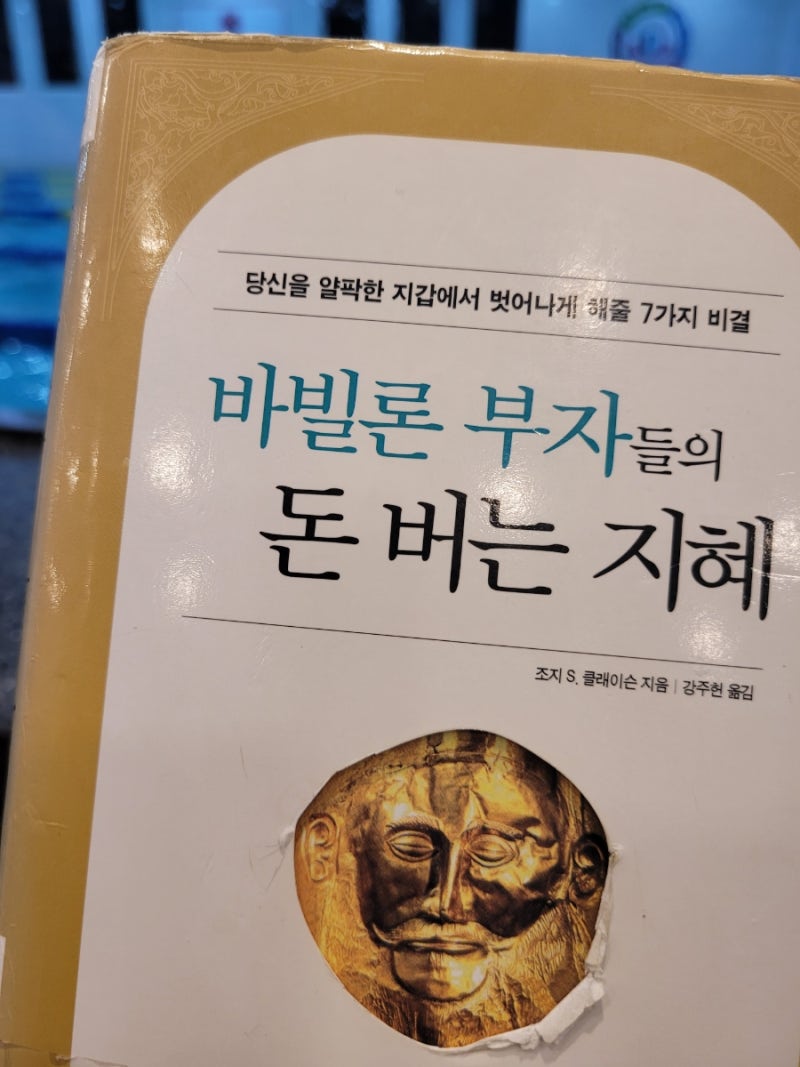 당신을 얄팍한 지갑에서 벗어나게 해줄 7가지 비결
바빌론 부자들의
돈 버는 지혜
조지 S. 클래이슨 지음 | 강주헌 옮김